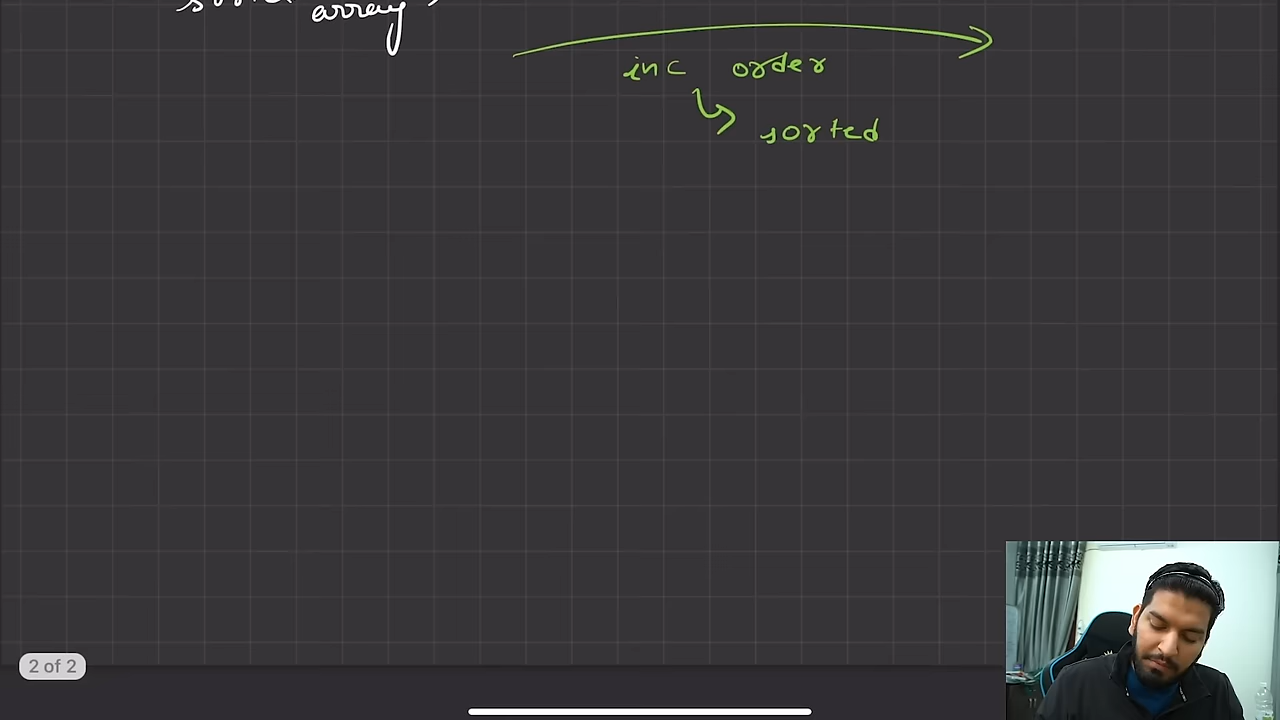 array
inc order
sorted
2 of 2